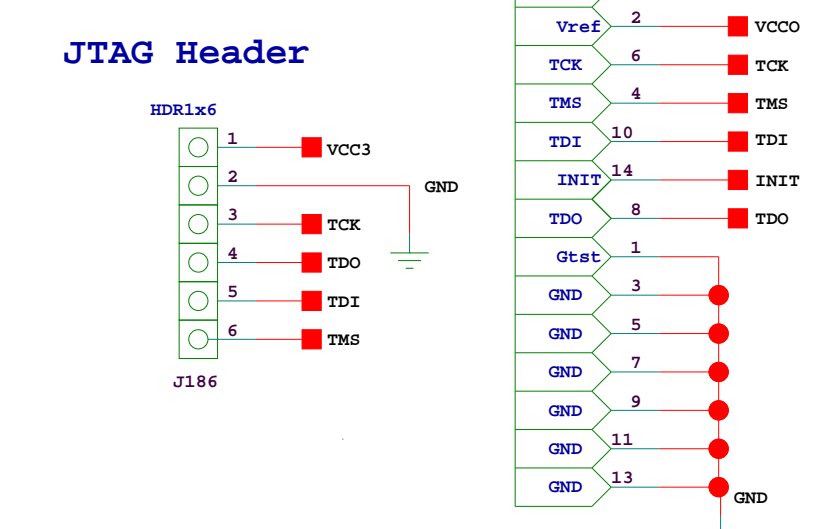 JTAG Header
HDR1x6
1 VCC3
2 GND
3 TCK
4 TDO
5 TDI
6 TMS
J186
Vref 2 VCCO
TCK 6 TCK
TMS 4 TMS
TDI 10 TDI
INIT 14 INIT
TDO 8 TDO
Gtst 1
GND 3
GND 5
GND 7
GND 9
GND 11
GND 13
GND